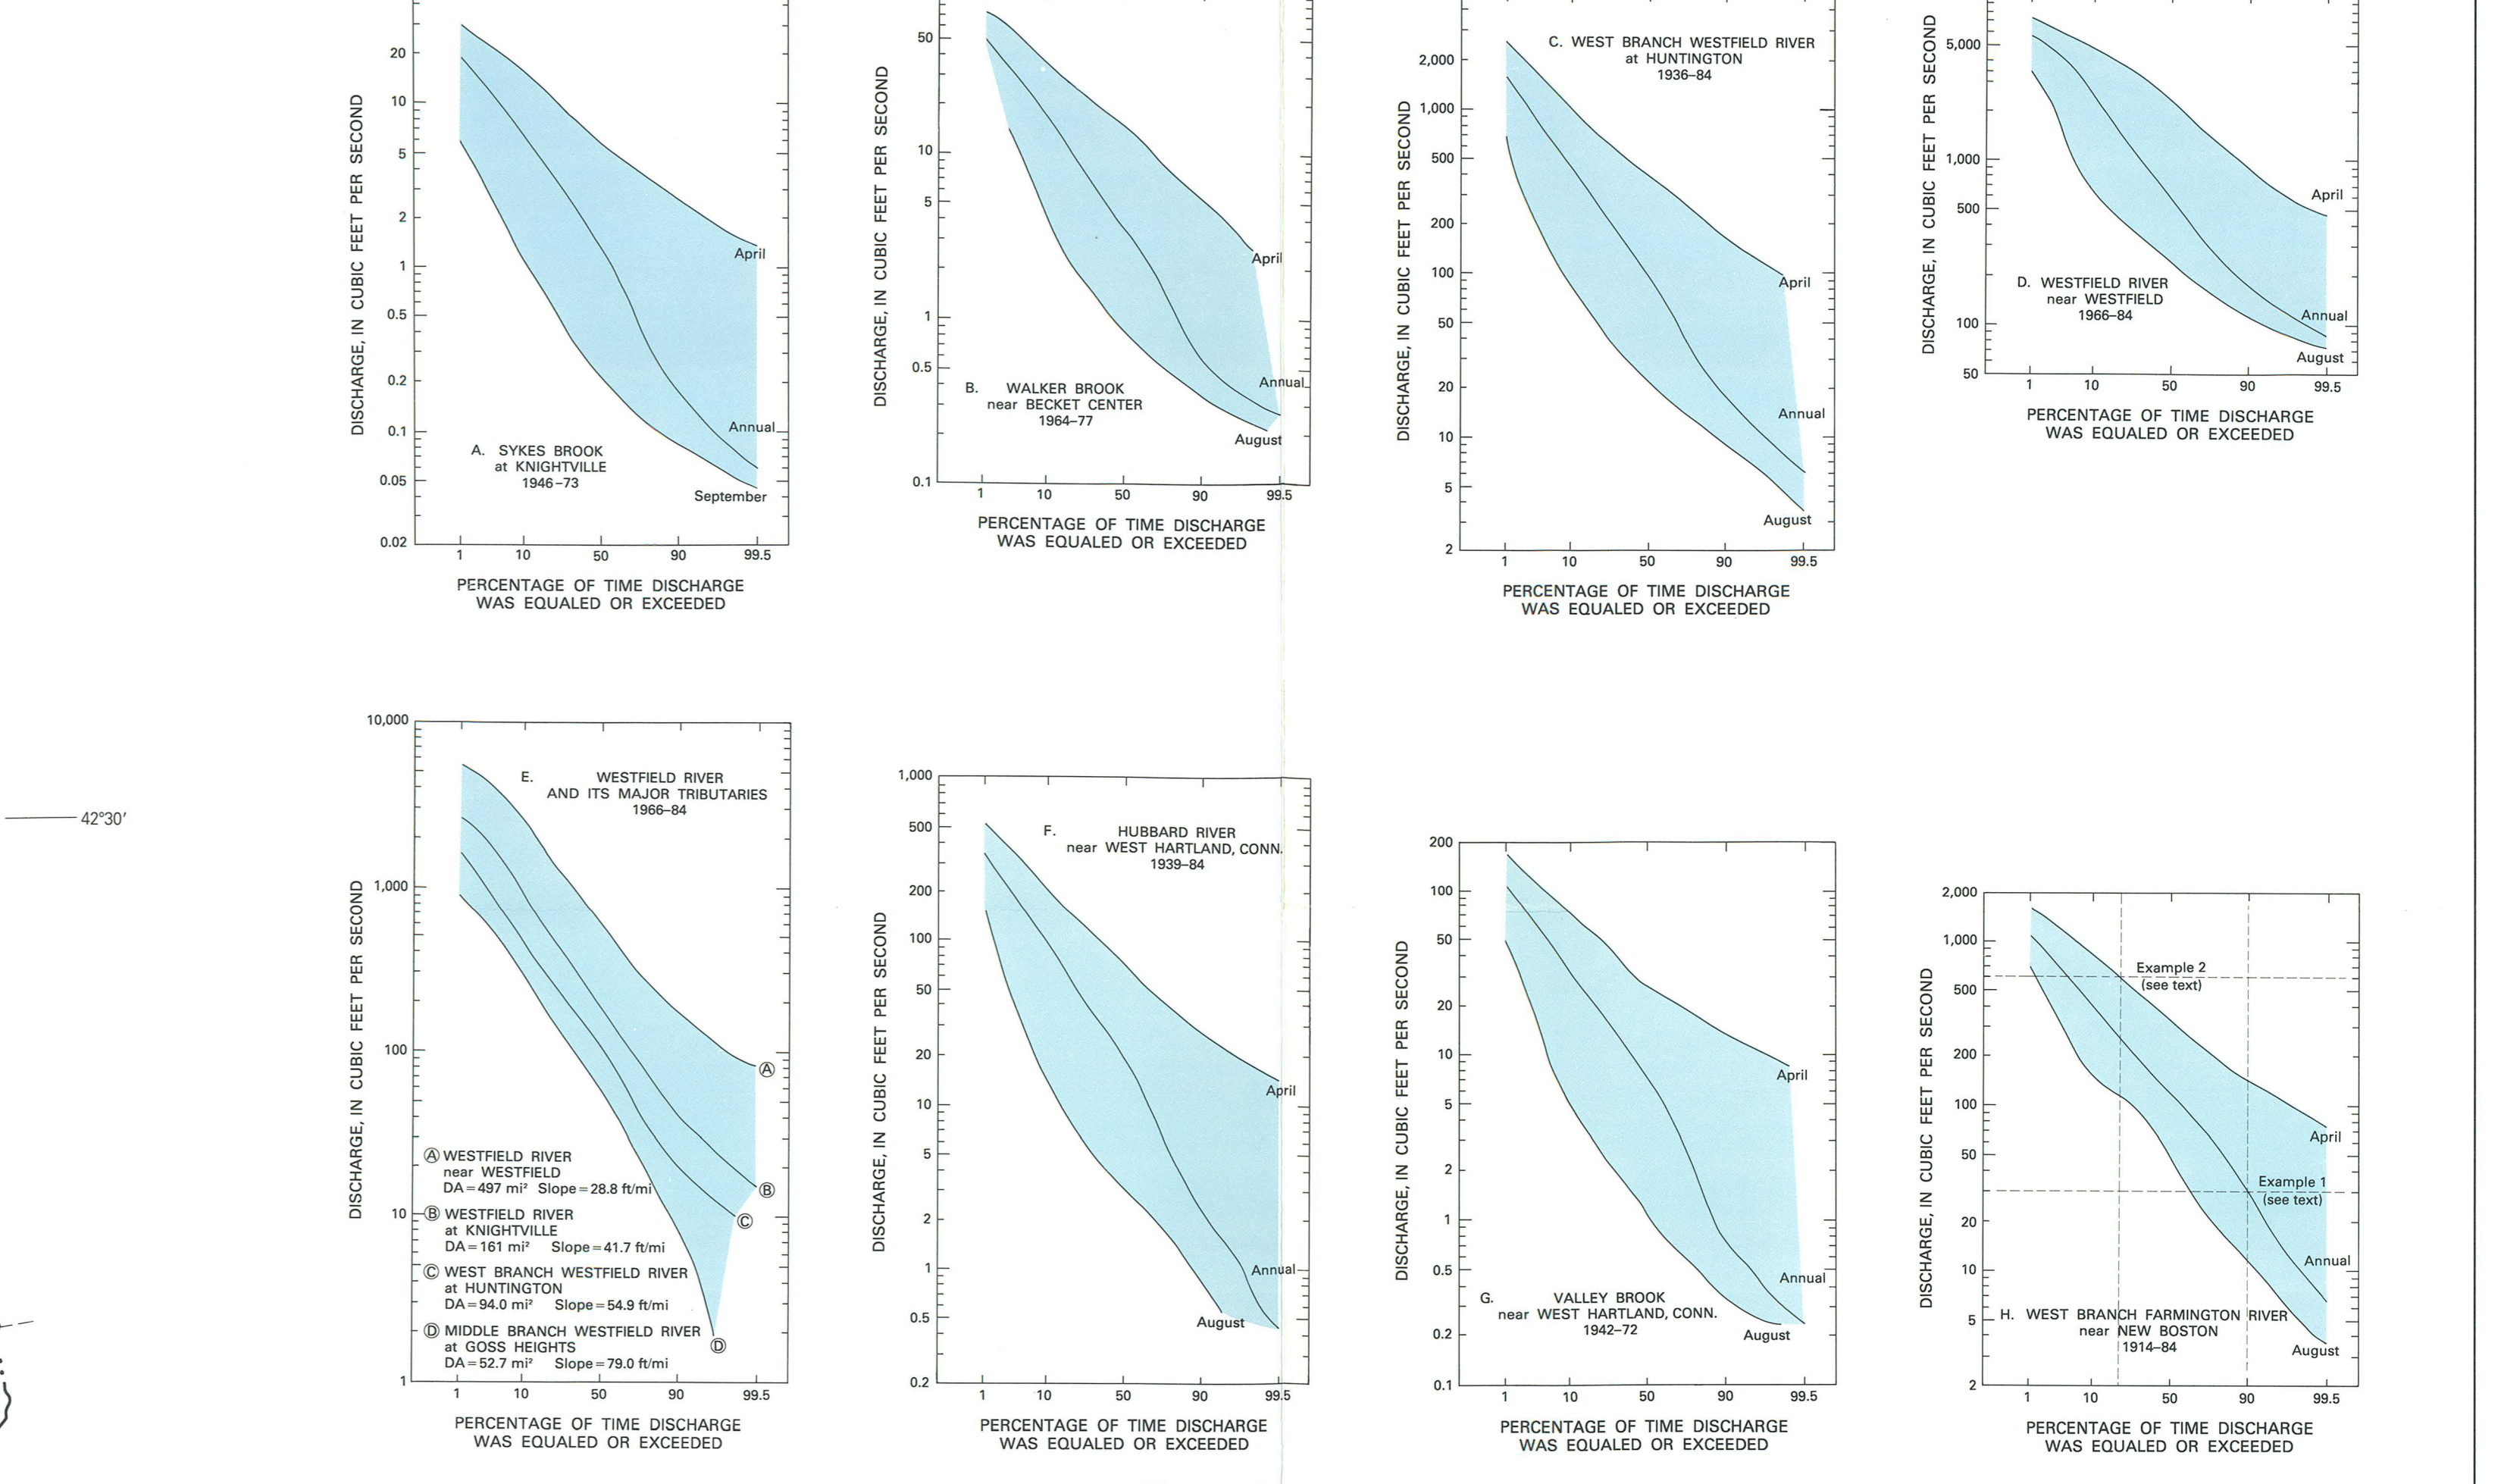 DISCHARGE, IN CUBIC FEET PER SECOND
20
10
5
2
1
0.5
0.2
0.1
0.05
0.02
April
Annual
September
A. SYKES BROOK
at KNIGHTVILLE
1946–73
1 10 50 90 99.5
PERCENTAGE OF TIME DISCHARGE
WAS EQUALED OR EXCEEDED
DISCHARGE, IN CUBIC FEET PER SECOND
50
10
5
1
0.5
0.1
April
Annual
August
B. WALKER BROOK
near BECKET CENTER
1964–77
1 10 50 90 99.5
PERCENTAGE OF TIME DISCHARGE
WAS EQUALED OR EXCEEDED
C. WEST BRANCH WESTFIELD RIVER
at HUNTINGTON
1936–84
DISCHARGE, IN CUBIC FEET PER SECOND
2,000
1,000
500
200
100
50
20
10
5
2
April
Annual
August
1 10 50 90 99.5
PERCENTAGE OF TIME DISCHARGE
WAS EQUALED OR EXCEEDED
DISCHARGE, IN CUBIC FEET PER SECOND
5,000
1,000
500
100
50
April
D. WESTFIELD RIVER
near WESTFIELD
1966–84
Annual
August
1 10 50 90 99.5
PERCENTAGE OF TIME DISCHARGE
WAS EQUALED OR EXCEEDED
42°30′
E. WESTFIELD RIVER
AND ITS MAJOR TRIBUTARIES
1966–84
DISCHARGE, IN CUBIC FEET PER SECOND
10,000
1,000
100
10
1
A
B
C
D
A WESTFIELD RIVER
near WESTFIELD
DA=497 mi² Slope=28.8 ft/mi
B WESTFIELD RIVER
at KNIGHTVILLE
DA=161 mi² Slope=41.7 ft/mi
C WEST BRANCH WESTFIELD RIVER
at HUNTINGTON
DA=94.0 mi² Slope=54.9 ft/mi
D MIDDLE BRANCH WESTFIELD RIVER
at GOSS HEIGHTS
DA=52.7 mi² Slope=79.0 ft/mi
1 10 50 90 99.5
PERCENTAGE OF TIME DISCHARGE
WAS EQUALED OR EXCEEDED
F. HUBBARD RIVER
near WEST HARTLAND, CONN.
1939–84
DISCHARGE, IN CUBIC FEET PER SECOND
1,000
500
200
100
50
20
10
5
2
1
0.5
0.2
April
Annual
August
1 10 50 90 99.5
PERCENTAGE OF TIME DISCHARGE
WAS EQUALED OR EXCEEDED
DISCHARGE, IN CUBIC FEET PER SECOND
200
100
50
20
10
5
2
1
0.5
0.2
0.1
April
Annual
August
G. VALLEY BROOK
near WEST HARTLAND, CONN.
1942–72
1 10 50 90 99.5
PERCENTAGE OF TIME DISCHARGE
WAS EQUALED OR EXCEEDED
DISCHARGE, IN CUBIC FEET PER SECOND
2,000
1,000
500
200
100
50
20
10
5
2
Example 2
(see text)
April
Example 1
(see text)
Annual
August
H. WEST BRANCH FARMINGTON RIVER
near NEW BOSTON
1914–84
1 10 50 90 99.5
PERCENTAGE OF TIME DISCHARGE
WAS EQUALED OR EXCEEDED